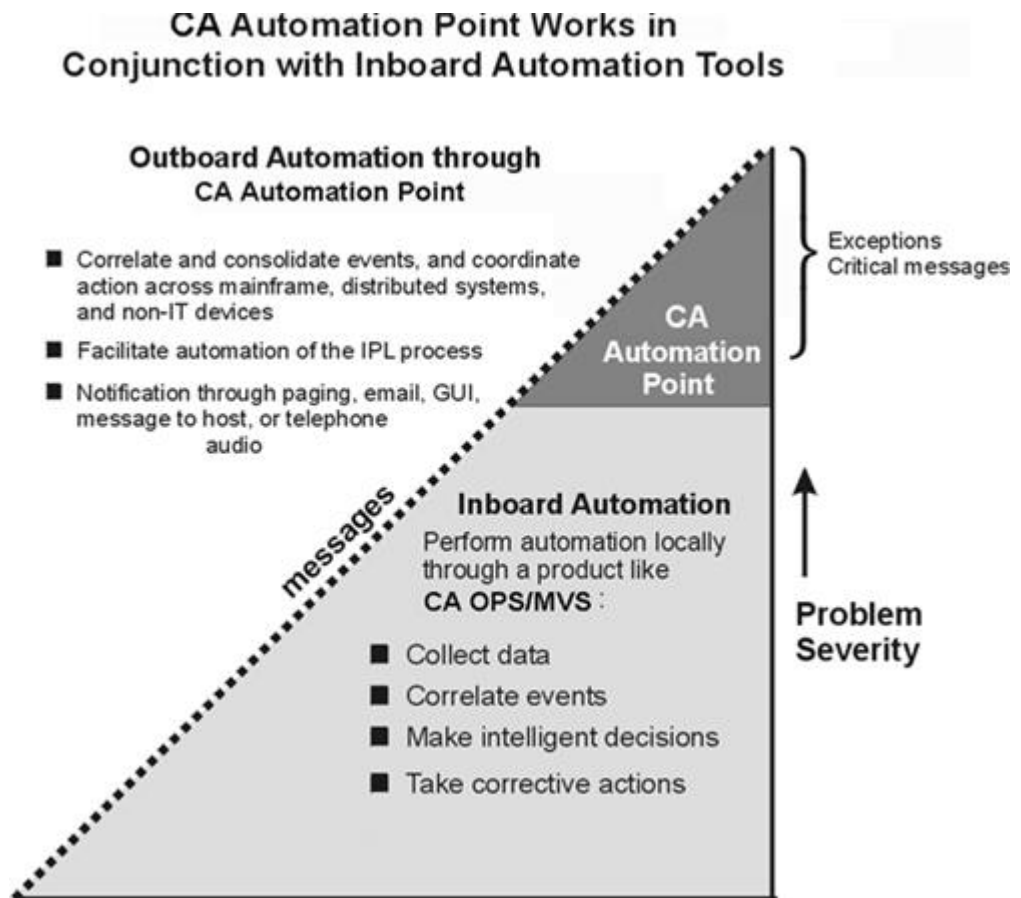 CA Automation Point Works in
Conjunction with Inboard Automation Tools
Outboard Automation through
CA Automation Point
■ Correlate and consolidate events, and coordinate
action across mainframe, distributed systems,
and non-IT devices
■ Facilitate automation of the IPL process
■ Notification through paging, email, GUI,
message to host, or telephone
audio
Exceptions
Critical messages
CA
Automation
Point
messages
Inboard Automation
Perform automation locally
through a product like
CA OPS/MVS :
■ Collect data
■ Correlate events
■ Make intelligent decisions
■ Take corrective actions
Problem
Severity